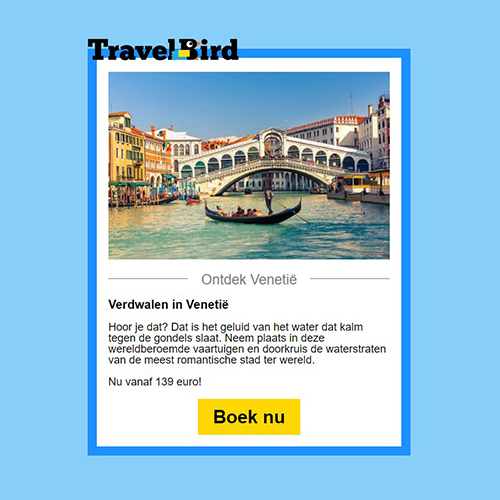 TravelBird
Ontdek Venetië
Verdwalen in Venetië
Hoor je dat? Dat is het geluid van het water dat kalm
tegen de gondels slaat. Neem plaats in deze
wereldberoemde vaartuigen en doorkruis de waterstraten
van de meest romantische stad ter wereld.
Nu vanaf 139 euro!
Boek nu